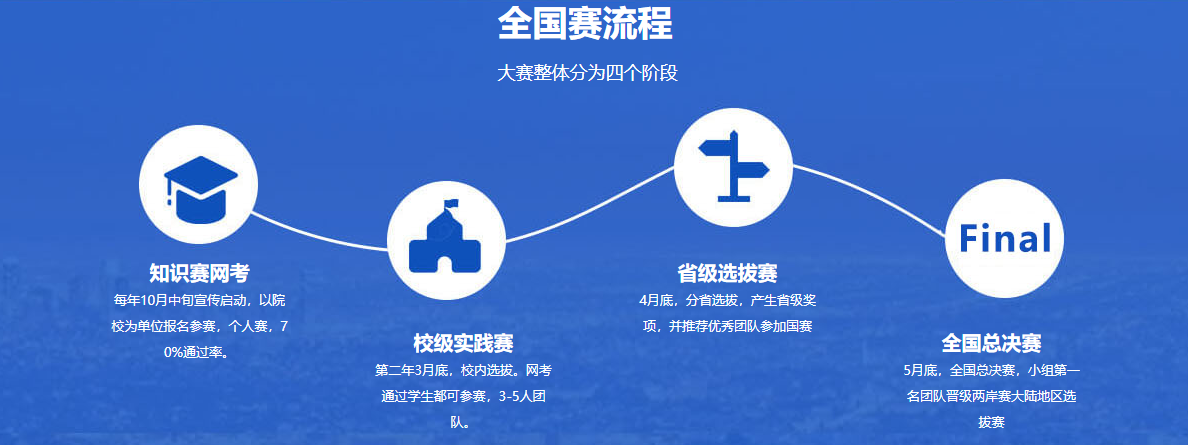 全国赛流程
大赛整体分为四个阶段
知识赛网考
每年10月中旬宣传启动，以院
校为单位报名参赛，个人赛，7
0%通过率。
校级实践赛
第二年3月底，校内选拔。网考
通过学生都可参赛，3-5人团
队。
省级选拔赛
4月底，分省选拔，产生省级奖
项，并推荐优秀团队参加国赛
Final
全国总决赛
5月底，全国总决赛，小组第一
名团队晋级两岸赛大陆地区选
拔赛